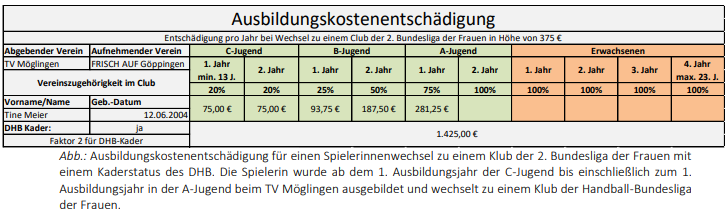 Ausbildungskostenentschädigung
Entschädigung pro Jahr bei Wechsel zu einem Club der 2. Bundesliga der Frauen in Höhe von 375 €
Abgebender Verein Aufnehmender Verein C-Jugend B-Jugend A-Jugend Erwachsenen
TV Möglingen FRISCH AUF Göppingen
1. Jahr min. 13 J. 2. Jahr 1. Jahr 2. Jahr 1. Jahr 2. Jahr 1. Jahr 2. Jahr 3. Jahr 4. Jahr max. 23. J.
Vereinszugehörigkeit im Club
20% 20% 25% 50% 75% 100% 100% 100% 100% 100%
Vorname/Name Geb.-Datum
75,00 € 75,00 € 93,75 € 187,50 € 281,25 €
Tine Meier 12.06.2004
DHB Kader: ja
1.425,00 €
Faktor 2 für DHB-Kader
Abb.: Ausbildungskostenentschädigung für einen Spielerinnenwechsel zu einem Klub der 2. Bundesliga der Frauen mit
einem Kaderstatus des DHB. Die Spielerin wurde ab dem 1. Ausbildungsjahr der C-Jugend bis einschließlich zum 1.
Ausbildungsjahr in der A-Jugend beim TV Möglingen ausgebildet und wechselt zu einem Klub der Handball-Bundesliga
der Frauen.